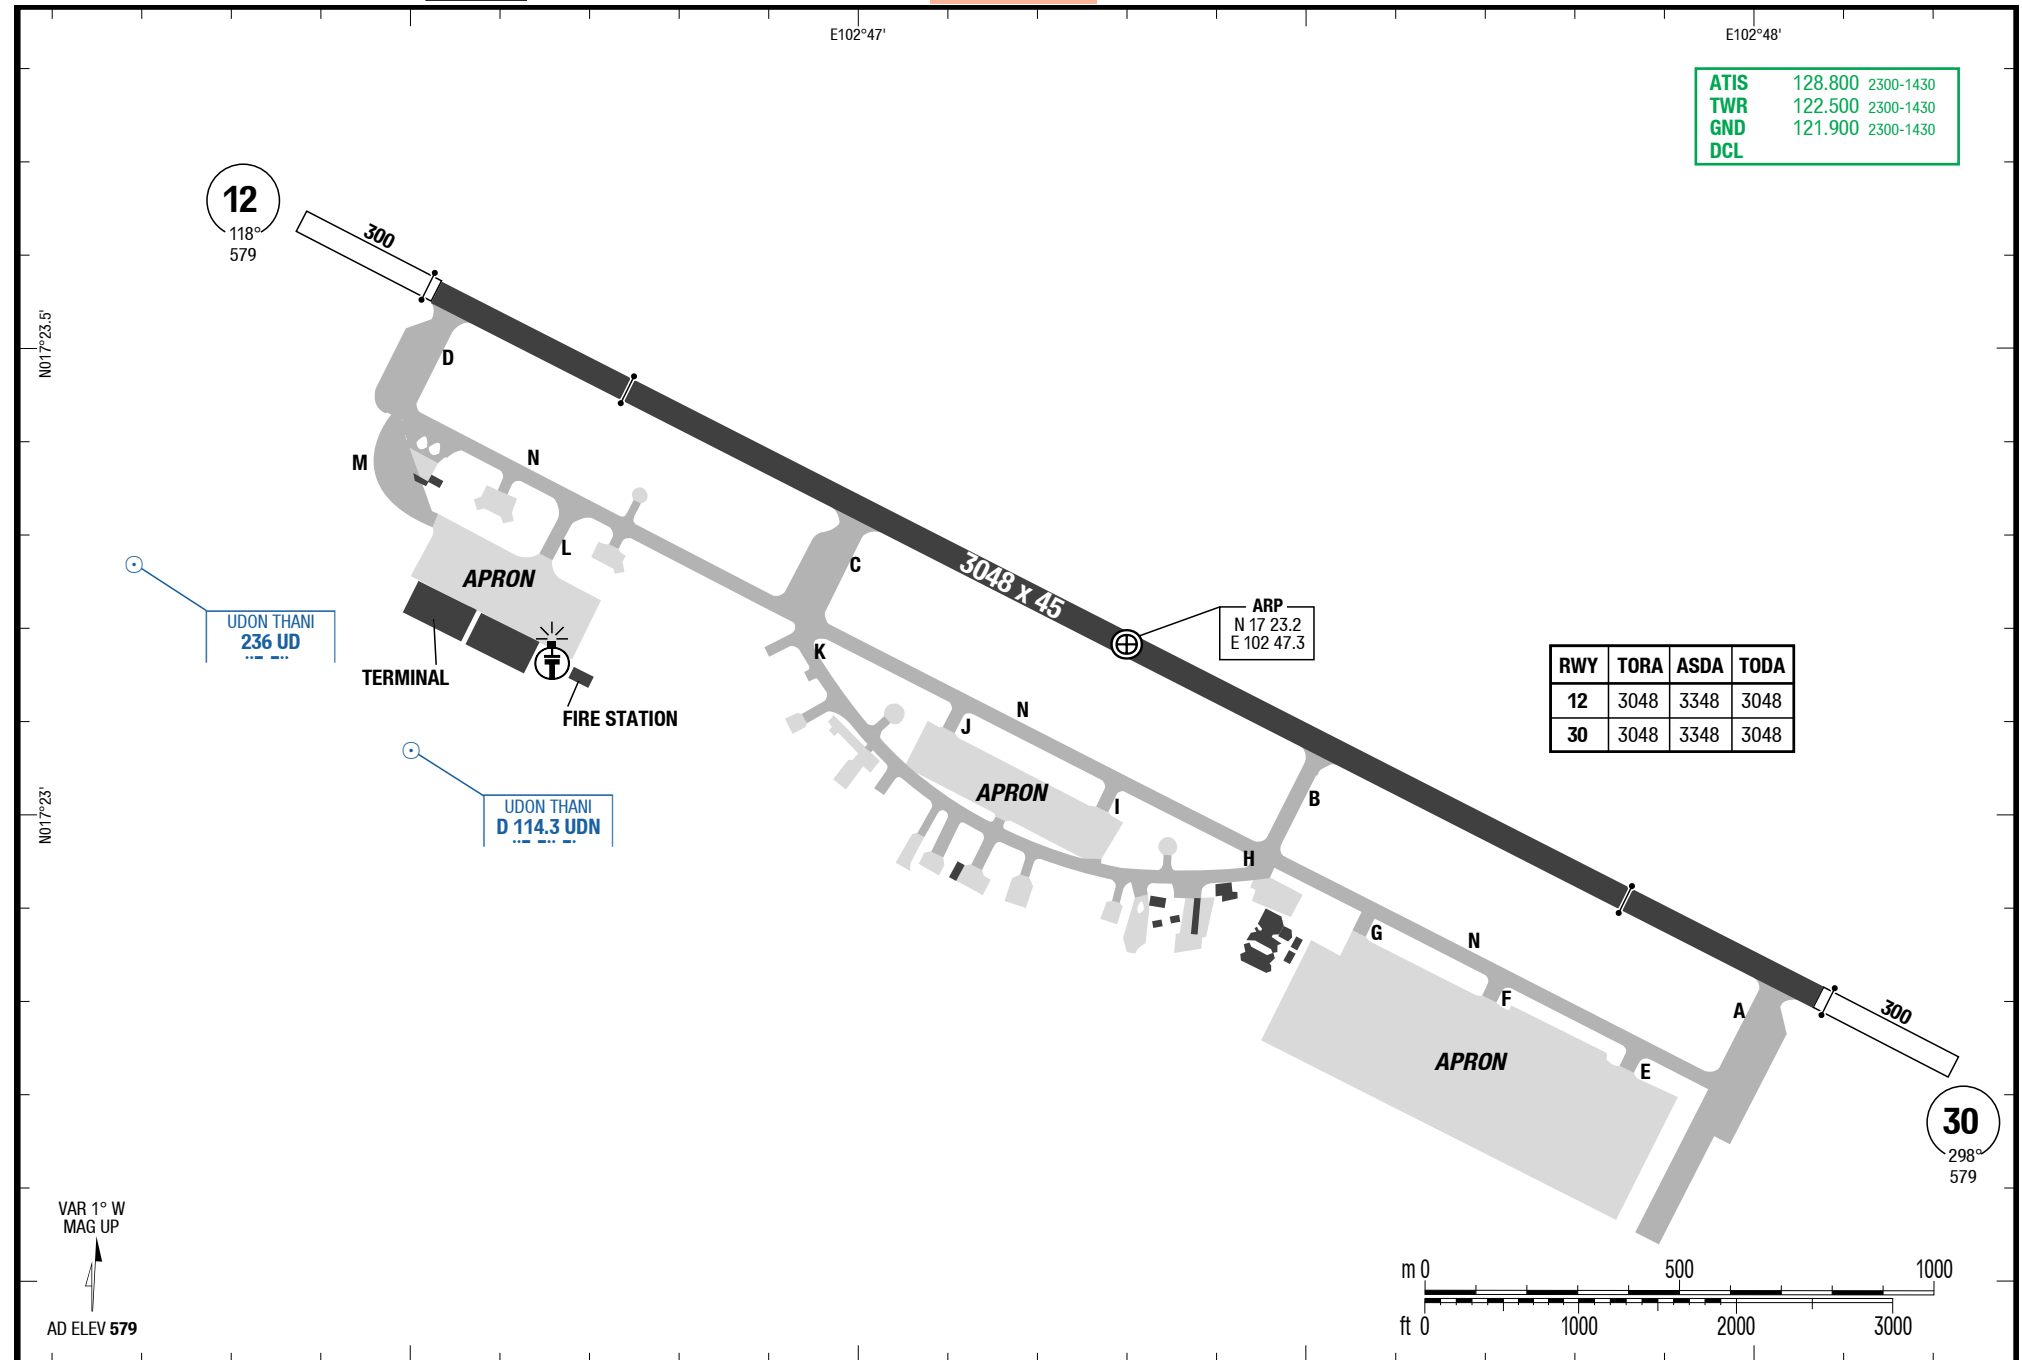 E102°47'
E102°48'
ATIS 128.800 2300-1430
TWR 122.500 2300-1430
GND 121.900 2300-1430
DCL
12
118°
579
300
N017°23.5'
D
M
N
L
C
APRON
3048 x 45
ARP
N 17 23.2
E 102 47.3
UDON THANI
236 UD
TERMINAL
K
FIRE STATION
RWY TORA ASDA TODA
12 3048 3348 3048
30 3048 3348 3048
N
J
UDON THANI
D 114.3 UDN
N017°23'
APRON
I
B
H
G
N
F
A
300
APRON
E
30
298°
579
VAR 1° W
MAG UP
AD ELEV 579
m 0 500 1000
ft 0 1000 2000 3000